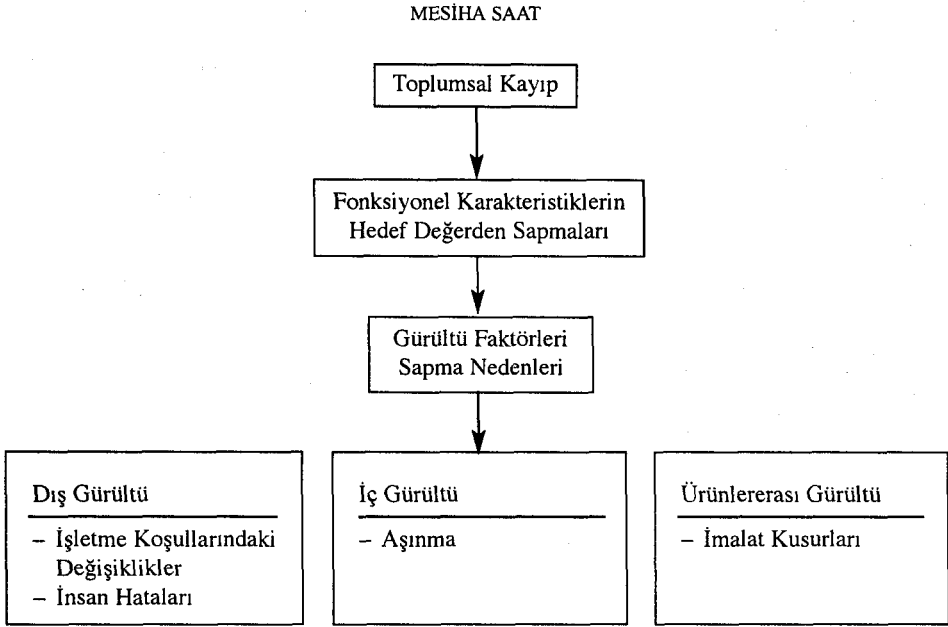 MESİHA SAAT
Toplumsal Kayıp
Fonksiyonel Karakteristiklerin
Hedef Değerden Sapmaları
Gürültü Faktörleri
Sapma Nedenleri
Dış Gürültü
– İşletme Koşullarındaki
Değişiklikler
– İnsan Hataları
İç Gürültü
– Aşınma
Ürünlererası Gürültü
– İmalat Kusurları